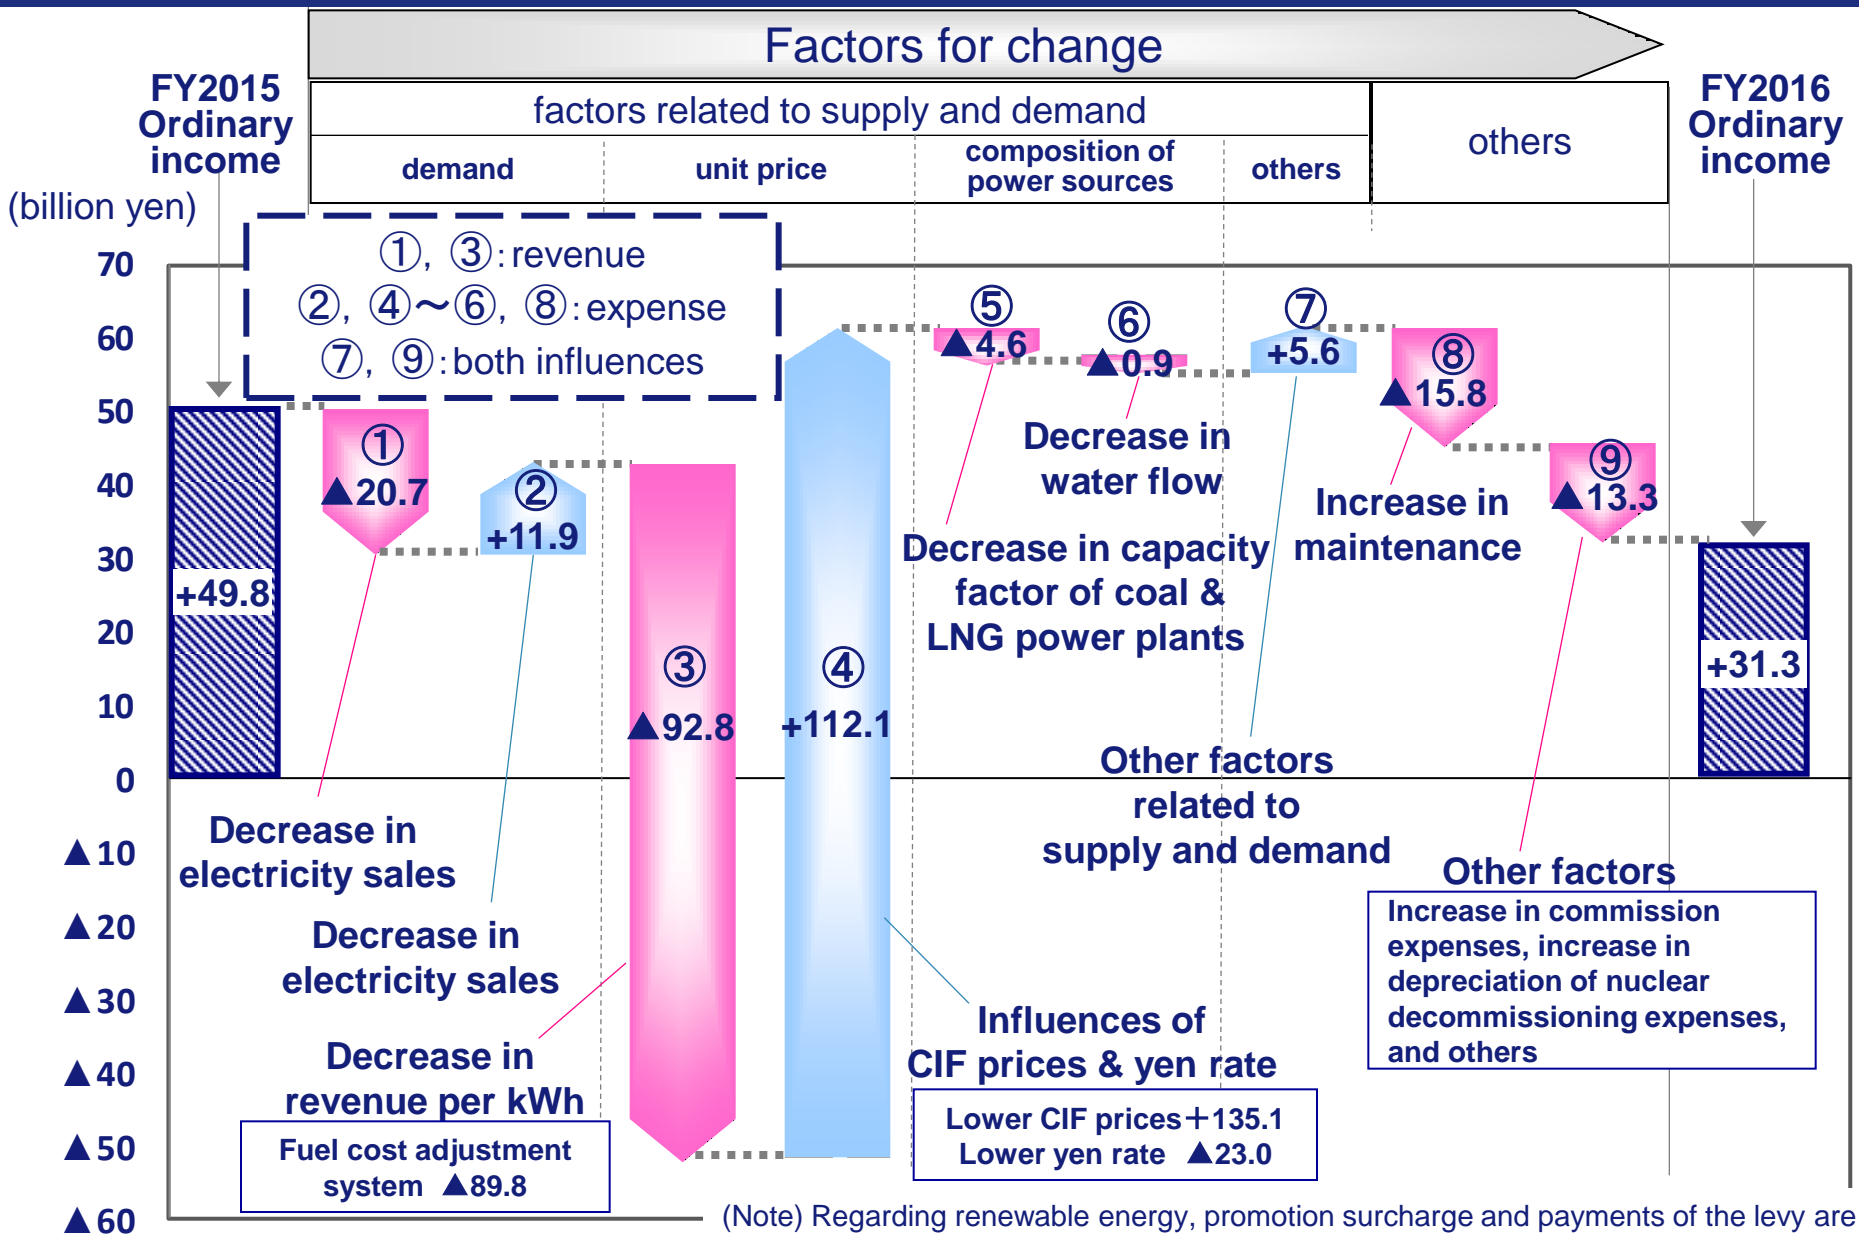 Factors for change
FY2015
Ordinary
income
factors related to supply and demand
others
FY2016
Ordinary
income
demand
unit price
composition of
power sources
others
(billion yen)
①, ③:revenue
②, ④～⑥, ⑧:expense
⑦, ⑨:both influences
70
60
50
40
30
20
10
0
▲10
▲20
▲30
▲40
▲50
▲60
+49.8
①
▲20.7
②
+11.9
③
▲92.8
④
+112.1
⑤
▲4.6
⑥
▲0.9
⑦
+5.6
⑧
▲15.8
⑨
▲13.3
+31.3
Decrease in
water flow
Increase in
maintenance
Decrease in capacity
factor of coal &
LNG power plants
Other factors
related to
supply and demand
Decrease in
electricity sales
Decrease in
electricity sales
Other factors
Increase in commission
expenses, increase in
depreciation of nuclear
decommissioning expenses,
and others
Influences of
CIF prices & yen rate
Lower CIF prices＋135.1
Lower yen rate ▲23.0
Decrease in
revenue per kWh
Fuel cost adjustment
system ▲89.8
(Note) Regarding renewable energy, promotion surcharge and payments of the levy are